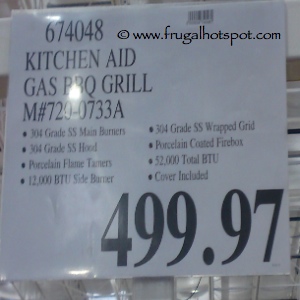 www.frugalhotspot.com
674048
KITCHEN AID
GAS BBQ GRILL
M#720-0733A
• 304 Grade SS Main Burners
• 304 Grade SS Hood
• Porcelain Flame Tamers
• 12,000 BTU Side Burner
• 304 Grade SS Wrapped Grid
• Porcelain Coated Firebox
• 52,000 Total BTU
• Cover Included
499.97